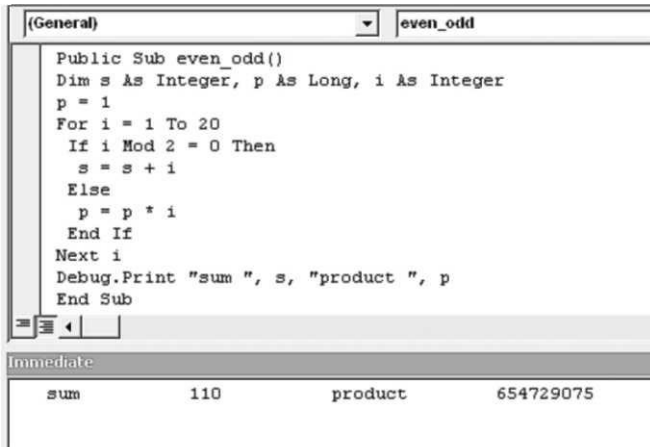 (General) even_odd
Public Sub even_odd()
Dim s As Integer, p As Long, i As Integer
p = 1
For i = 1 To 20
If i Mod 2 = 0 Then
s = s + i
Else
p = p * i
End If
Next i
Debug.Print "sum ", s, "product ", p
End Sub
Immediate
sum 110 product 654729075